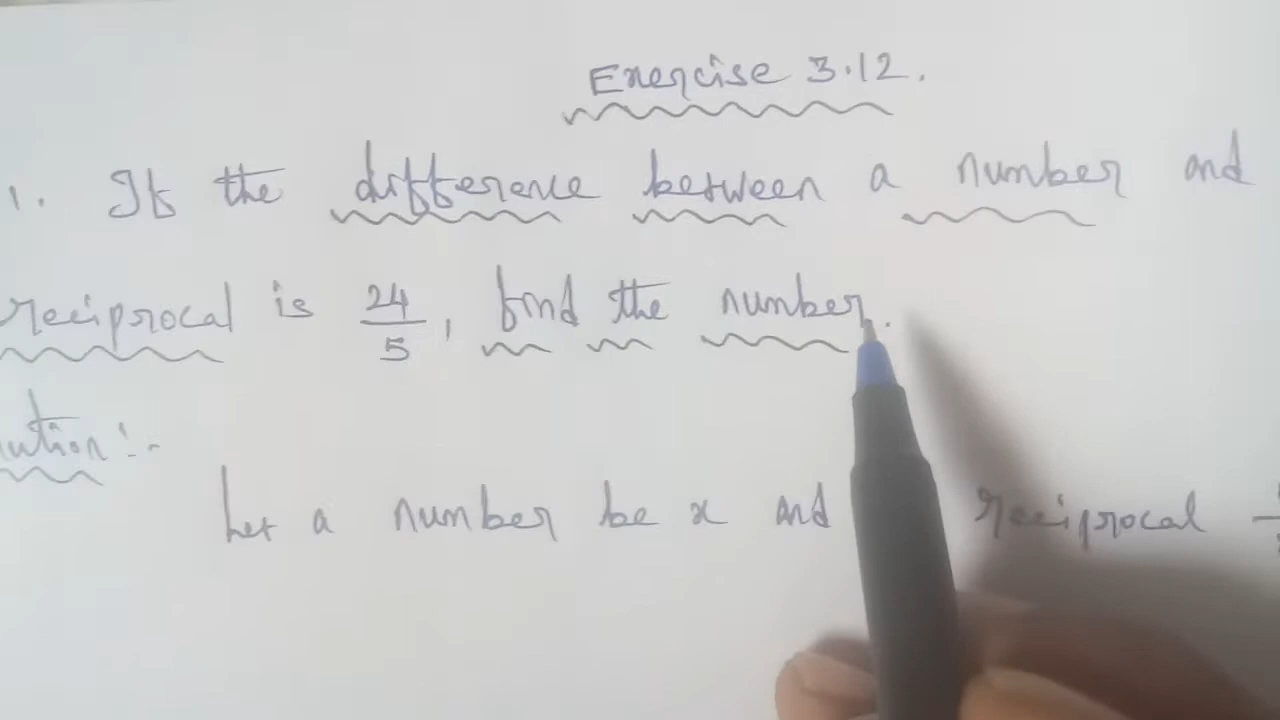 Exercise 3.12.
1. If the difference between a number and
reciprocal is 24/5, find the number.
ution:-
Let a number be x and reciprocal